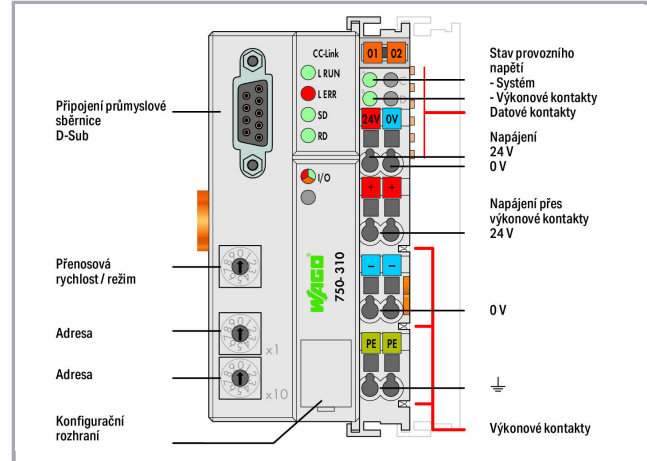 Připojení průmyslové
sběrnice
D-Sub
Přenosová
rychlost / režim
Adresa
Adresa
Konfigurační
rozhraní
x1
x10
CC-Link
L RUN
L ERR
SD
RD
I/O
WAGO
750-310
01 02
C
D
24V 0V
+ +
— —
PE PE
Stav provozního
napětí
- Systém
- Výkonové kontakty
Datové kontakty
Napájení
24 V
0 V
Napájení přes
výkonové kontakty
24 V
0 V
Výkonové kontakty